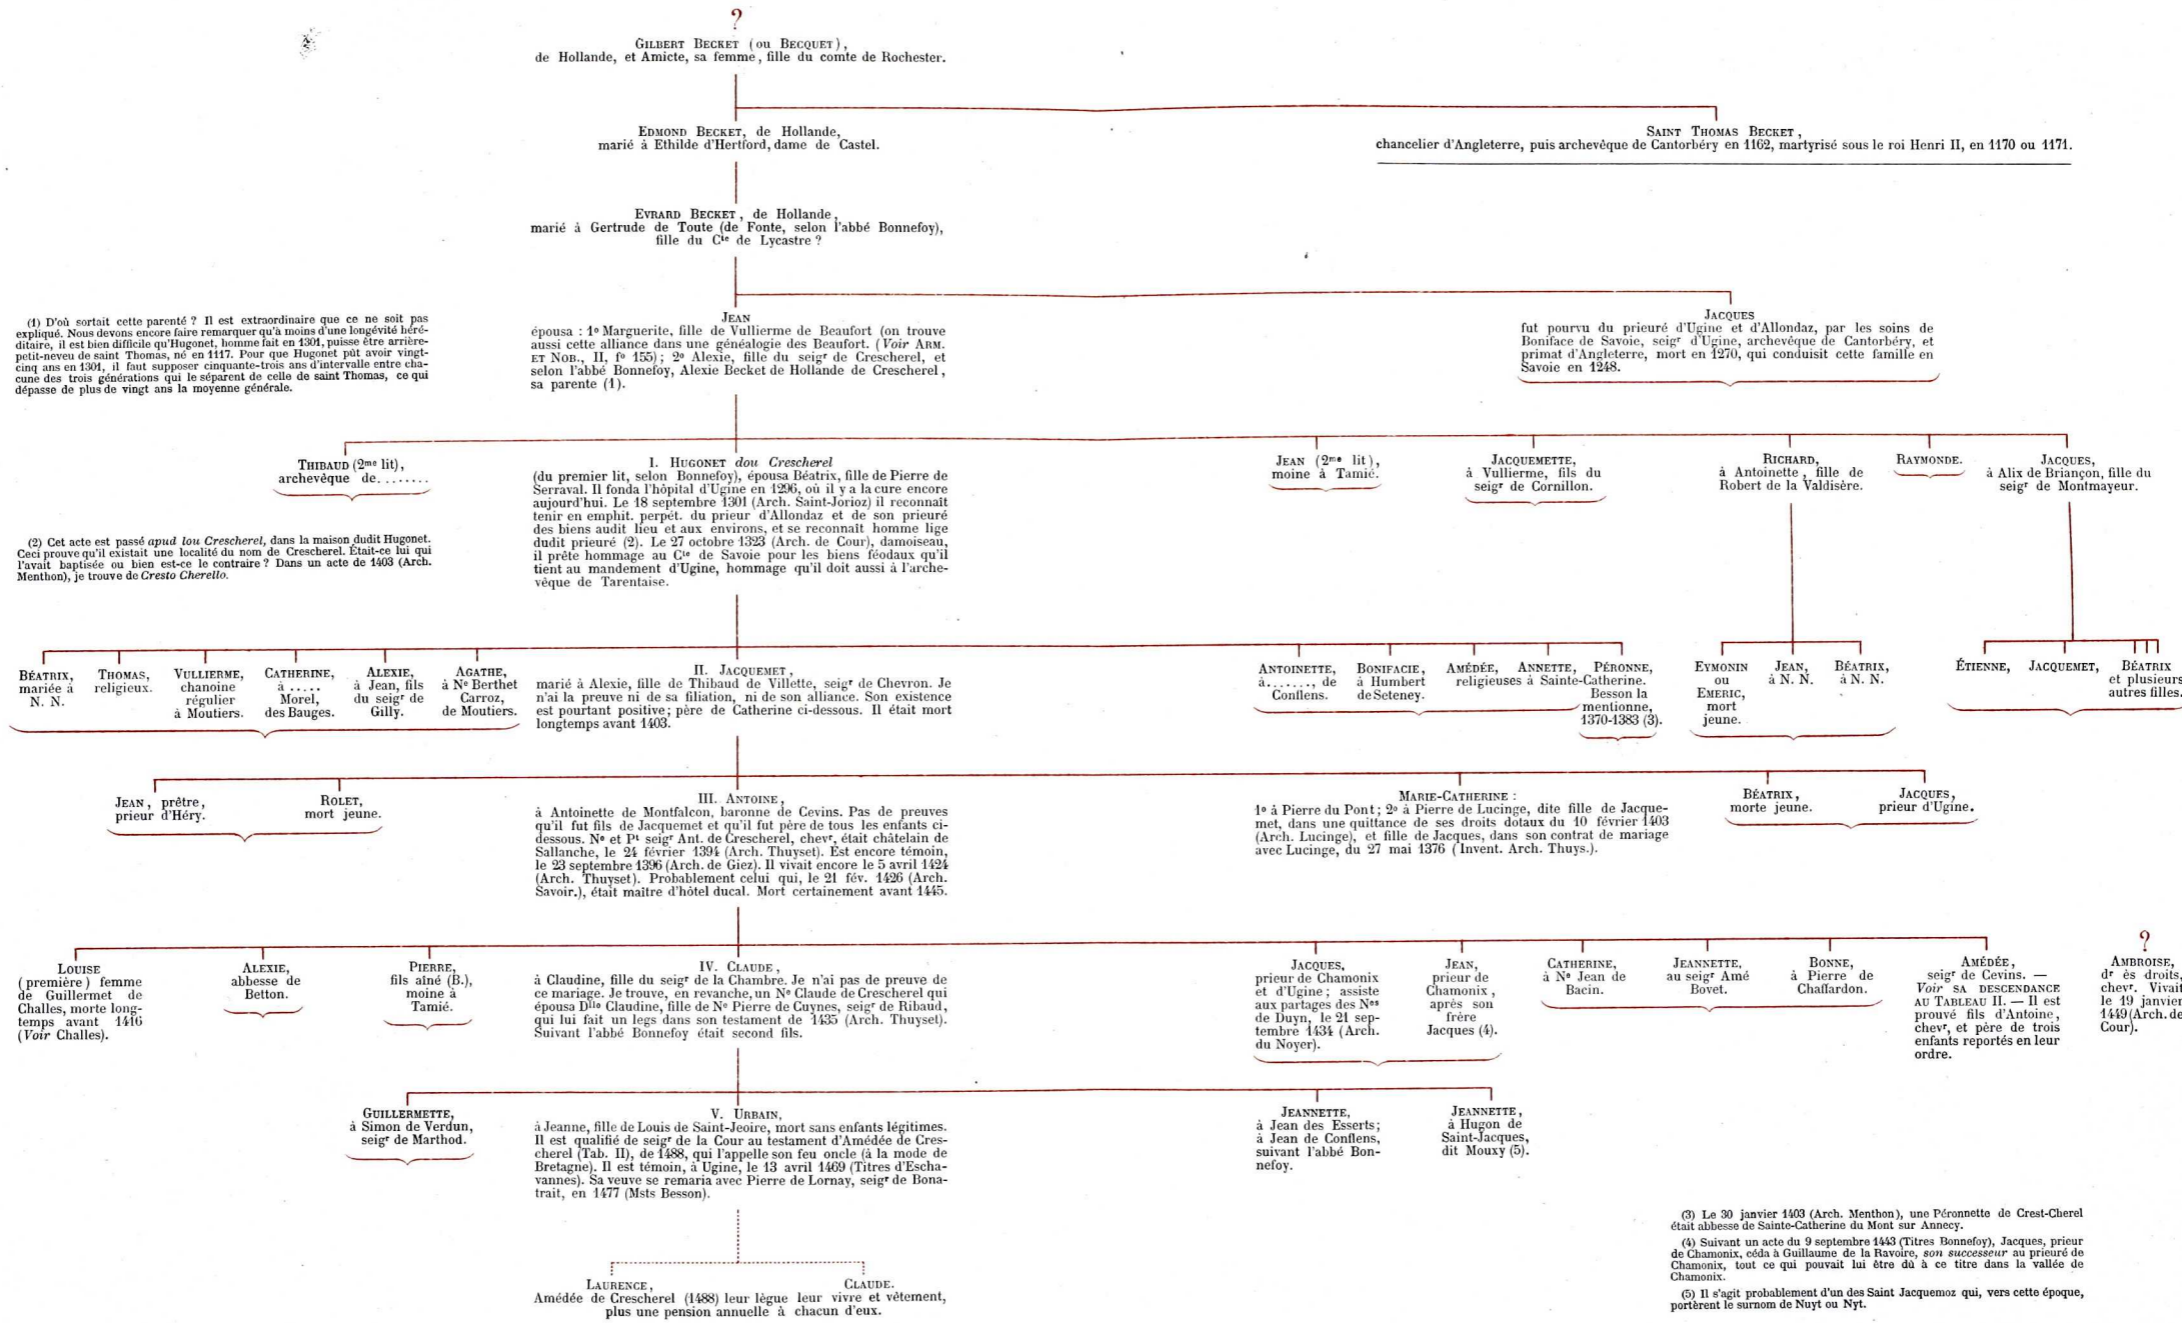 ?
GILBERT BECKET (ou BECQUET),
de Hollande, et Amicte, sa femme, fille du comte de Rochester.
EDMOND BECKET, de Hollande,
marié à Ethilde d'Hertford, dame de Castel.
SAINT THOMAS BECKET,
chancelier d'Angleterre, puis archevêque de Cantorbéry en 1162, martyrisé sous le roi Henri II, en 1170 ou 1171.
EVRARD BECKET, de Hollande,
marié à Gertrude de Toute (de Fonte, selon l'abbé Bonnefoy),
fille du Cte de Lycastre ?
(1) D'où sortait cette parenté ? Il est extraordinaire que ce ne soit pas
expliqué. Nous devons encore faire remarquer qu'à moins d'une longévité héré-
ditaire, il est bien difficile qu'Hugonet, homme fait en 1301, puisse être arrière-
petit-neveu de saint Thomas, né en 1117. Pour que Hugonet pût avoir vingt-
cinq ans en 1301, il faut supposer cinquante-trois ans d'intervalle entre cha-
cune des trois générations qui le séparent de celle de saint Thomas, ce qui
dépasse de plus de vingt ans la moyenne générale.
JEAN
épousa : 1o Marguerite, fille de Vullierme de Beaufort (on trouve
aussi cette alliance dans une généalogie des Beaufort. (Voir ARM.
ET NOB., II, fo 155) ; 2o Alexie, fille du seigr de Crescherel, et
selon l'abbé Bonnefoy, Alexie Becket de Hollande de Crescherel,
sa parente (1).
JACQUES
fut pourvu du prieuré d'Ugine et d'Allondaz, par les soins de
Boniface de Savoie, seigr d'Ugine, archevêque de Cantorbéry, et
primat d'Angleterre, mort en 1270, qui conduisit cette famille en
Savoie en 1248.
THIBAUD (2me lit),
archevêque de........
I. HUGONET dou Crescherel
(du premier lit, selon Bonnefoy), épousa Béatrix, fille de Pierre de
Serraval. Il fonda l'hôpital d'Ugine en 1296, où il y a la cure encore
aujourd'hui. Le 18 septembre 1301 (Arch. Saint-Jorioz) il reconnaît
tenir en emphit. perpét. du prieur d'Allondaz et de son prieuré
des biens audit lieu et aux environs, et se reconnaît homme lige
dudit prieuré (2). Le 27 octobre 1323 (Arch. de Cour), damoiseau,
il prête hommage au Cte de Savoie pour les biens féodaux qu'il
tient au mandement d'Ugine, hommage qu'il doit aussi à l'arche-
vêque de Tarentaise.
JEAN (2me lit),
moine à Tamié.
JACQUEMETTE,
à Vullierme, fils du
seigr de Cornillon.
RICHARD,
à Antoinette, fille de
Robert de la Valdisère.
RAYMONDE.
JACQUES,
à Alix de Briançon, fille du
seigr de Montmayeur.
(2) Cet acte est passé apud lou Crescherel, dans la maison dudit Hugonet.
Ceci prouve qu'il existait une localité du nom de Crescherel. Était-ce lui qui
l'avait baptisée ou bien est-ce le contraire ? Dans un acte de 1403 (Arch.
Menthon), je trouve de Cresto Cherello.
BÉATRIX,
mariée à
N. N.
THOMAS,
religieux.
VULLIERME,
chanoine
régulier
à Moutiers.
CATHERINE,
à .....
Morel,
des Bauges.
ALEXIE,
à Jean, fils
du seigr de
Gilly.
AGATHE,
à Ne Berthet
Carroz,
de Moutiers.
II. JACQUEMET,
marié à Alexie, fille de Thibaud de Villette, seigr de Chevron. Je
n'ai la preuve ni de sa filiation, ni de son alliance. Son existence
est pourtant positive ; père de Catherine ci-dessous. Il était mort
longtemps avant 1403.
ANTOINETTE,
à......., de
Conflens.
BONIFACIE,
à Humbert
de Seteney.
AMÉDÉE, ANNETTE, PÉRONNE,
religieuses à Sainte-Catherine.
Besson la
mentionne,
1370-1383 (3).
EYMONIN
ou
EMERIC,
mort
jeune.
JEAN,
à N. N.
BÉATRIX,
à N. N.
ÉTIENNE,
JACQUEMET,
BÉATRIX
et plusieurs
autres filles.
JEAN, prêtre,
prieur d'Héry.
ROLET,
mort jeune.
III. ANTOINE,
à Antoinette de Montfalcon, baronne de Cevins. Pas de preuves
qu'il fut fils de Jacquemet et qu'il fut père de tous les enfants ci-
dessous. Ne et Pt seigr Ant. de Crescherel, chevr, était châtelain de
Sallanche, le 24 février 1394 (Arch. Thuyset). Est encore témoin,
le 23 septembre 1396 (Arch. de Giez). Il vivait encore le 5 avril 1424
(Arch. Thuyset). Probablement celui qui, le 21 fév. 1426 (Arch.
Savoir.), était maître d'hôtel ducal. Mort certainement avant 1445.
MARIE-CATHERINE :
1o à Pierre du Pont ; 2o à Pierre de Lucinge, dite fille de Jacque-
met, dans une quittance de ses droits dotaux du 10 février 1403
(Arch. Lucinge), et fille de Jacques, dans son contrat de mariage
avec Lucinge, du 27 mai 1376 (Invent. Arch. Thuys.).
BÉATRIX,
morte jeune.
JACQUES,
prieur d'Ugine.
LOUISE
(première) femme
de Guillermet de
Challes, morte long-
temps avant 1416
(Voir Challes).
ALEXIE,
abbesse de
Betton.
PIERRE,
fils aîné (B.),
moine à
Tamié.
IV. CLAUDE,
à Claudine, fille du seigr de la Chambre. Je n'ai pas de preuve de
ce mariage. Je trouve, en revanche, un Ne Claude de Crescherel qui
épousa Dlle Claudine, fille de Ne Pierre de Cuynes, seigr de Ribaud,
qui lui fait un legs dans son testament de 1435 (Arch. Thuyset).
Suivant l'abbé Bonnefoy était second fils.
JACQUES,
prieur de Chamonix
et d'Ugine ; assiste
aux partages des Nes
de Duyn, le 21 sep-
tembre 1434 (Arch.
du Noyer).
JEAN,
prieur de
Chamonix,
après son
frère
Jacques (4).
CATHERINE,
à Ne Jean de
Bacin.
JEANNETTE,
au seigr Amé
Bovet.
BONNE,
à Pierre de
Chaffardon.
AMÉDÉE,
seigr de Cevins. —
Voir SA DESCENDANCE
AU TABLEAU II. — Il est
prouvé fils d'Antoine,
chevr, et père de trois
enfants reportés en leur
ordre.
?
AMBROISE,
dr ès droits,
chevr. Vivait
le 19 janvier
1449 (Arch. de
Cour).
GUILLERMETTE,
à Simon de Verdun,
seigr de Marthod.
V. URBAIN,
à Jeanne, fille de Louis de Saint-Jeoire, mort sans enfants légitimes.
Il est qualifié de seigr de la Cour au testament d'Amédée de Cres-
cherel (Tab. II), de 1488, qui l'appelle son feu oncle (à la mode de
Bretagne). Il est témoin, à Ugine, le 13 avril 1469 (Titres d'Escha-
vannes). Sa veuve se remaria avec Pierre de Lornay, seigr de Bona-
trait, en 1477 (Msts Besson).
JEANNETTE,
à Jean des Esserts ;
à Jean de Conflens,
suivant l'abbé Bon-
nefoy.
JEANNETTE,
à Hugon de
Saint-Jacques,
dit Mouxy (5).
LAURENCE, CLAUDE.
Amédée de Crescherel (1488) leur lègue leur vivre et vêtement,
plus une pension annuelle à chacun d'eux.
(3) Le 30 janvier 1403 (Arch. Menthon), une Péronnette de Crest-Cherel
était abbesse de Sainte-Catherine du Mont sur Annecy.
(4) Suivant un acte du 9 septembre 1443 (Titres Bonnefoy), Jacques, prieur
de Chamonix, céda à Guillaume de la Ravoire, son successeur au prieuré de
Chamonix, tout ce qui pouvait lui être dû à ce titre dans la vallée de
Chamonix.
(5) Il s'agit probablement d'un des Saint Jacquemoz qui, vers cette époque,
portèrent le surnom de Nuyt ou Nyt.